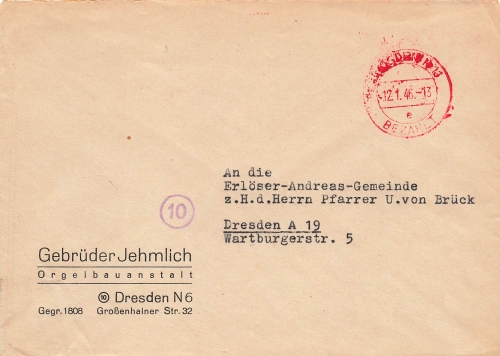 12.1.46.-13
e
BEZAHLT
An die
Erlöser-Andreas-Gemeinde
z.H.d.Herrn Pfarrer U.von Brück
Dresden A 19
Wartburgerstr. 5
10
Gebrüder Jehmlich
Orgelbauanstalt
⑩ Dresden N 6
Gegr. 1808 Großenhainer Str. 32